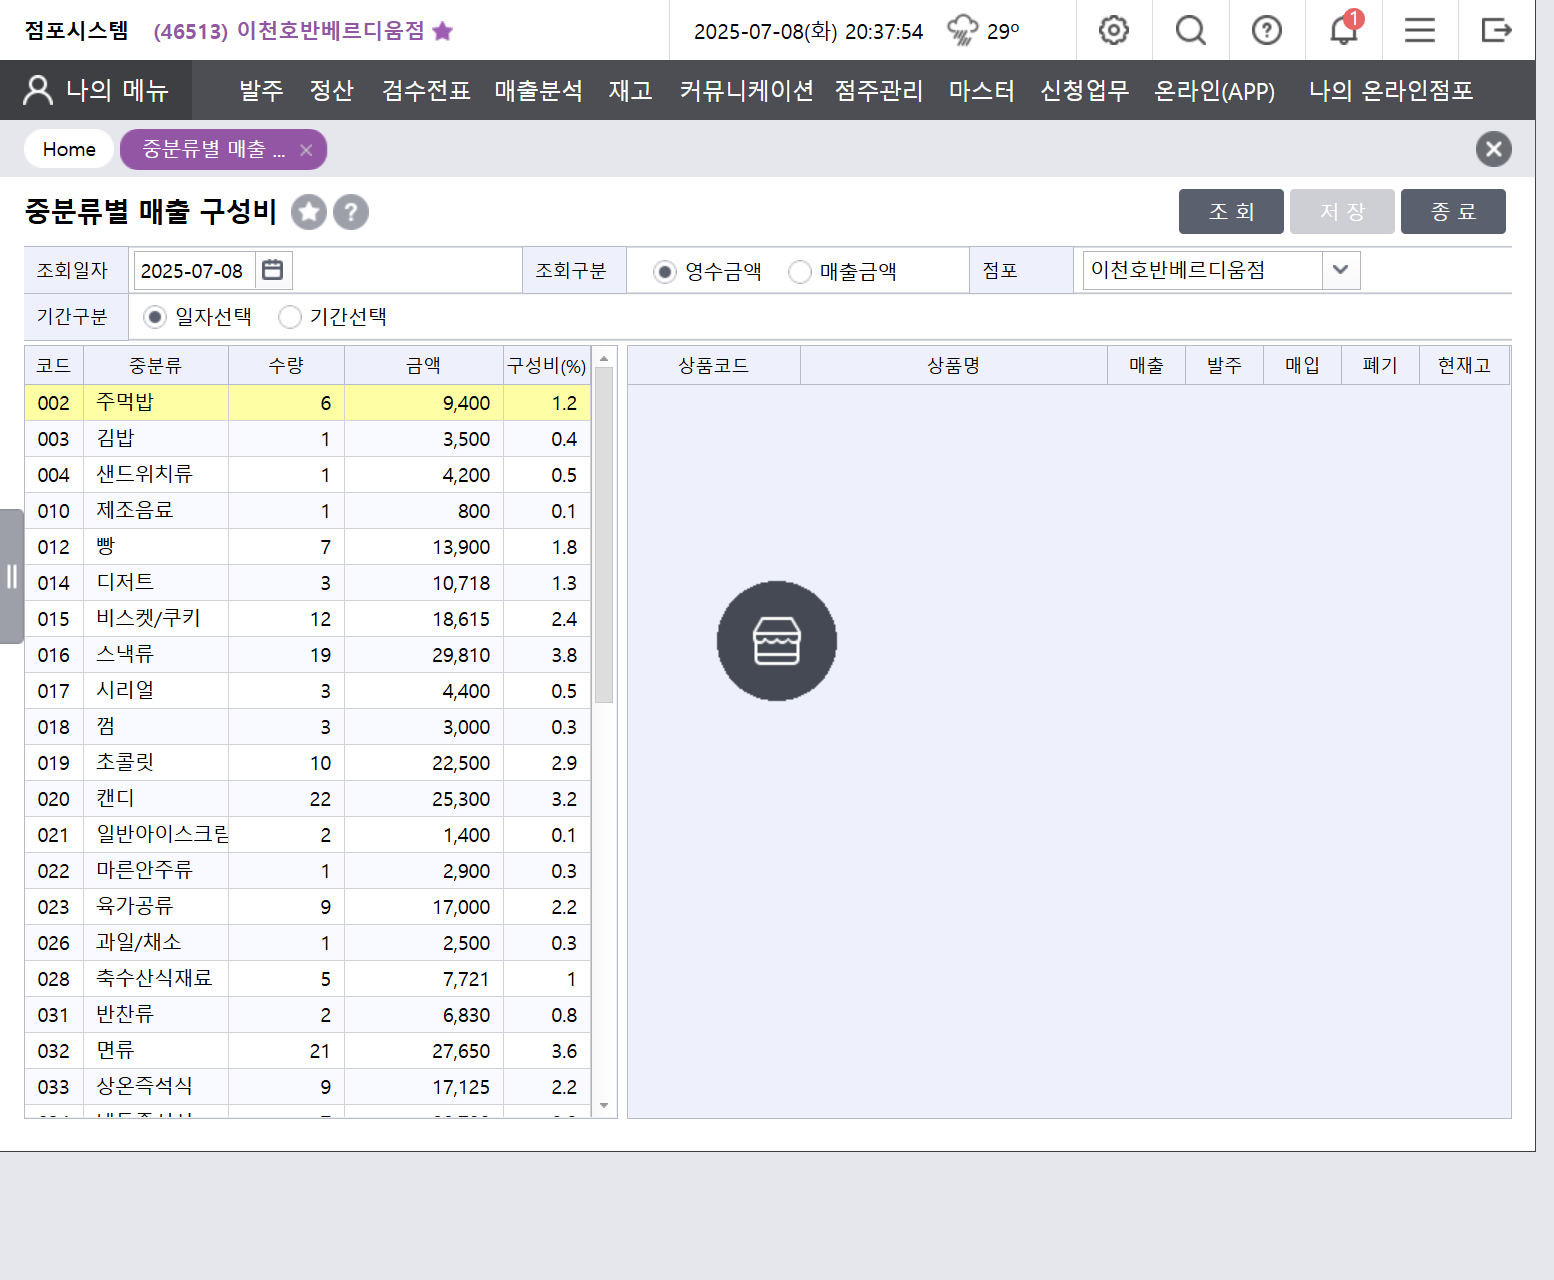 점포시스템 (46513) 이천호반베르디움점 2025-07-08(화) 20:37:54 29º 1
나의 메뉴 발주 정산 검수전표 매출분석 재고 커뮤니케이션 점주관리 마스터 신청업무 온라인(APP) 나의 온라인점포
Home 중분류별 매출 ... ×
중분류별 매출 구성비 ? 조 회 저 장 종 료
조회일자 2025-07-08 조회구분 영수금액 매출금액 점포 이천호반베르디움점
기간구분 일자선택 기간선택
코드 중분류 수량 금액 구성비(%) 상품코드 상품명 매출 발주 매입 폐기 현재고
002 주먹밥 6 9,400 1.2
003 김밥 1 3,500 0.4
004 샌드위치류 1 4,200 0.5
010 제조음료 1 800 0.1
012 빵 7 13,900 1.8
014 디저트 3 10,718 1.3
015 비스켓/쿠키 12 18,615 2.4
016 스낵류 19 29,810 3.8
017 시리얼 3 4,400 0.5
018 껌 3 3,000 0.3
019 초콜릿 10 22,500 2.9
020 캔디 22 25,300 3.2
021 일반아이스크림 2 1,400 0.1
022 마른안주류 1 2,900 0.3
023 육가공류 9 17,000 2.2
026 과일/채소 1 2,500 0.3
028 축수산식재료 5 7,721 1
031 반찬류 2 6,830 0.8
032 면류 21 27,650 3.6
033 상온즉석식 9 17,125 2.2